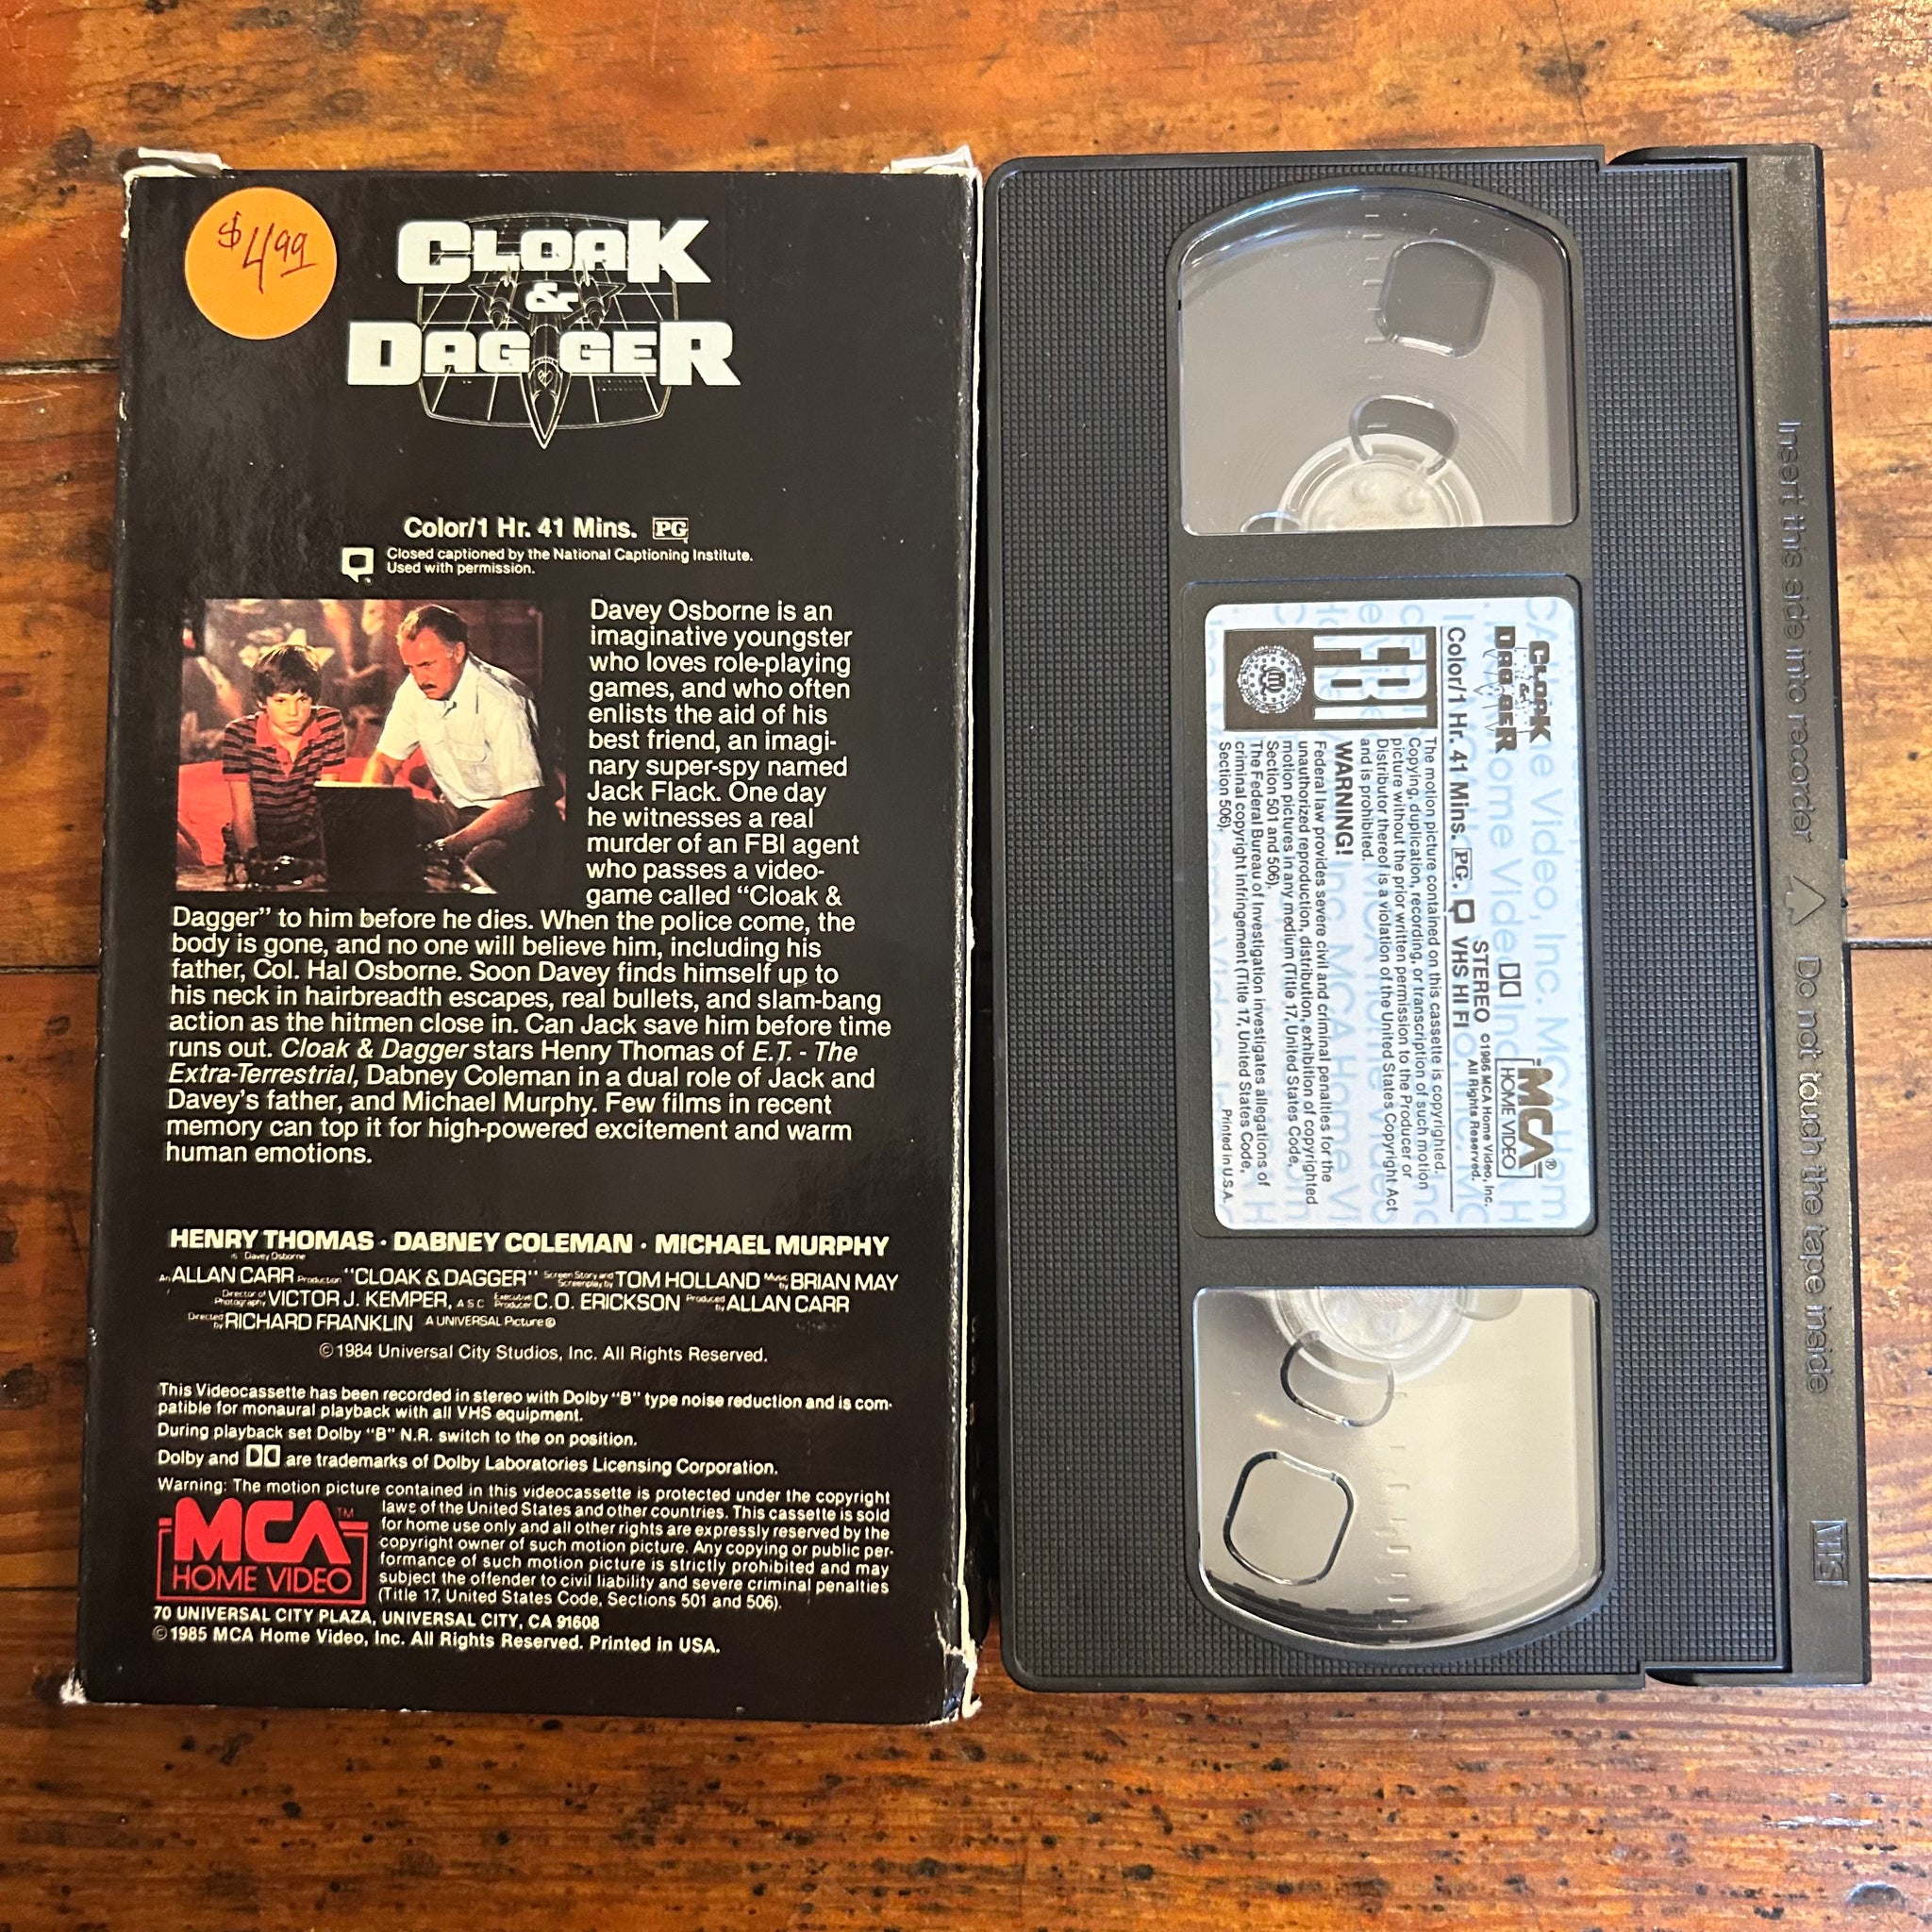 $4.99
CLOAK
&
DAGGER
Color/1 Hr. 41 Mins. PG
Closed captioned by the National Captioning Institute.
Used with permission.
Davey Osborne is an
imaginative youngster
who loves role-playing
games, and who often
enlists the aid of his
best friend, an imagi-
nary super-spy named
Jack Flack. One day
he witnesses a real
murder of an FBI agent
who passes a video-
game called "Cloak &
Dagger" to him before he dies. When the police come, the
body is gone, and no one will believe him, including his
father, Col. Hal Osborne. Soon Davey finds himself up to
his neck in hairbreadth escapes, real bullets, and slam-bang
action as the hitmen close in. Can Jack save him before time
runs out. Cloak & Dagger stars Henry Thomas of E.T. - The
Extra-Terrestrial, Dabney Coleman in a dual role of Jack and
Davey's father, and Michael Murphy. Few films in recent
memory can top it for high-powered excitement and warm
human emotions.
HENRY THOMAS · DABNEY COLEMAN · MICHAEL MURPHY
is Davey Osborne
An ALLAN CARR Production "CLOAK & DAGGER" Screen Story and Screenplay by TOM HOLLAND Music by BRIAN MAY
Director of Photography VICTOR J. KEMPER, A S C Executive Producer C.O. ERICKSON Produced by ALLAN CARR
Directed by RICHARD FRANKLIN A UNIVERSAL Picture
©1984 Universal City Studios, Inc. All Rights Reserved.
This Videocassette has been recorded in stereo with Dolby "B" type noise reduction and is com-
patible for monaural playback with all VHS equipment.
During playback set Dolby "B" N.R. switch to the on position.
Dolby and DD are trademarks of Dolby Laboratories Licensing Corporation.
Warning: The motion picture contained in this videocassette is protected under the copyright
laws of the United States and other countries. This cassette is sold
for home use only and all other rights are expressly reserved by the
copyright owner of such motion picture. Any copying or public per-
formance of such motion picture is strictly prohibited and may
subject the offender to civil liability and severe criminal penalties
(Title 17, United States Code, Sections 501 and 506).
MCA™
HOME VIDEO
70 UNIVERSAL CITY PLAZA, UNIVERSAL CITY, CA 91608
©1985 MCA Home Video, Inc. All Rights Reserved. Printed in USA.
CLOAK
&
DAGGER
Color/1 Hr. 41 Mins. PG.
STEREO
VHS HI FI
MCA®
HOME VIDEO
©1986 MCA Home Video, Inc.
All Rights Reserved.
FBI
The motion picture contained on this cassette is copyrighted.
Copying, duplication, recording, or transcription of such motion
picture without the prior written permission to the Producer or
Distributor thereof is a violation of the United States Copyright Act
and is prohibited.
WARNING!
Federal law provides severe civil and criminal penalties for the
unauthorized reproduction, distribution, exhibition of copyrighted
motion pictures in any medium (Title 17, United States Code,
Section 501 and 506).
The Federal Bureau of Investigation investigates allegations of
criminal copyright infringement (Title 17, United States Code,
Section 506).
Printed in U.S.A.
Insert this side into recorder
Do not touch the tape inside
VHS